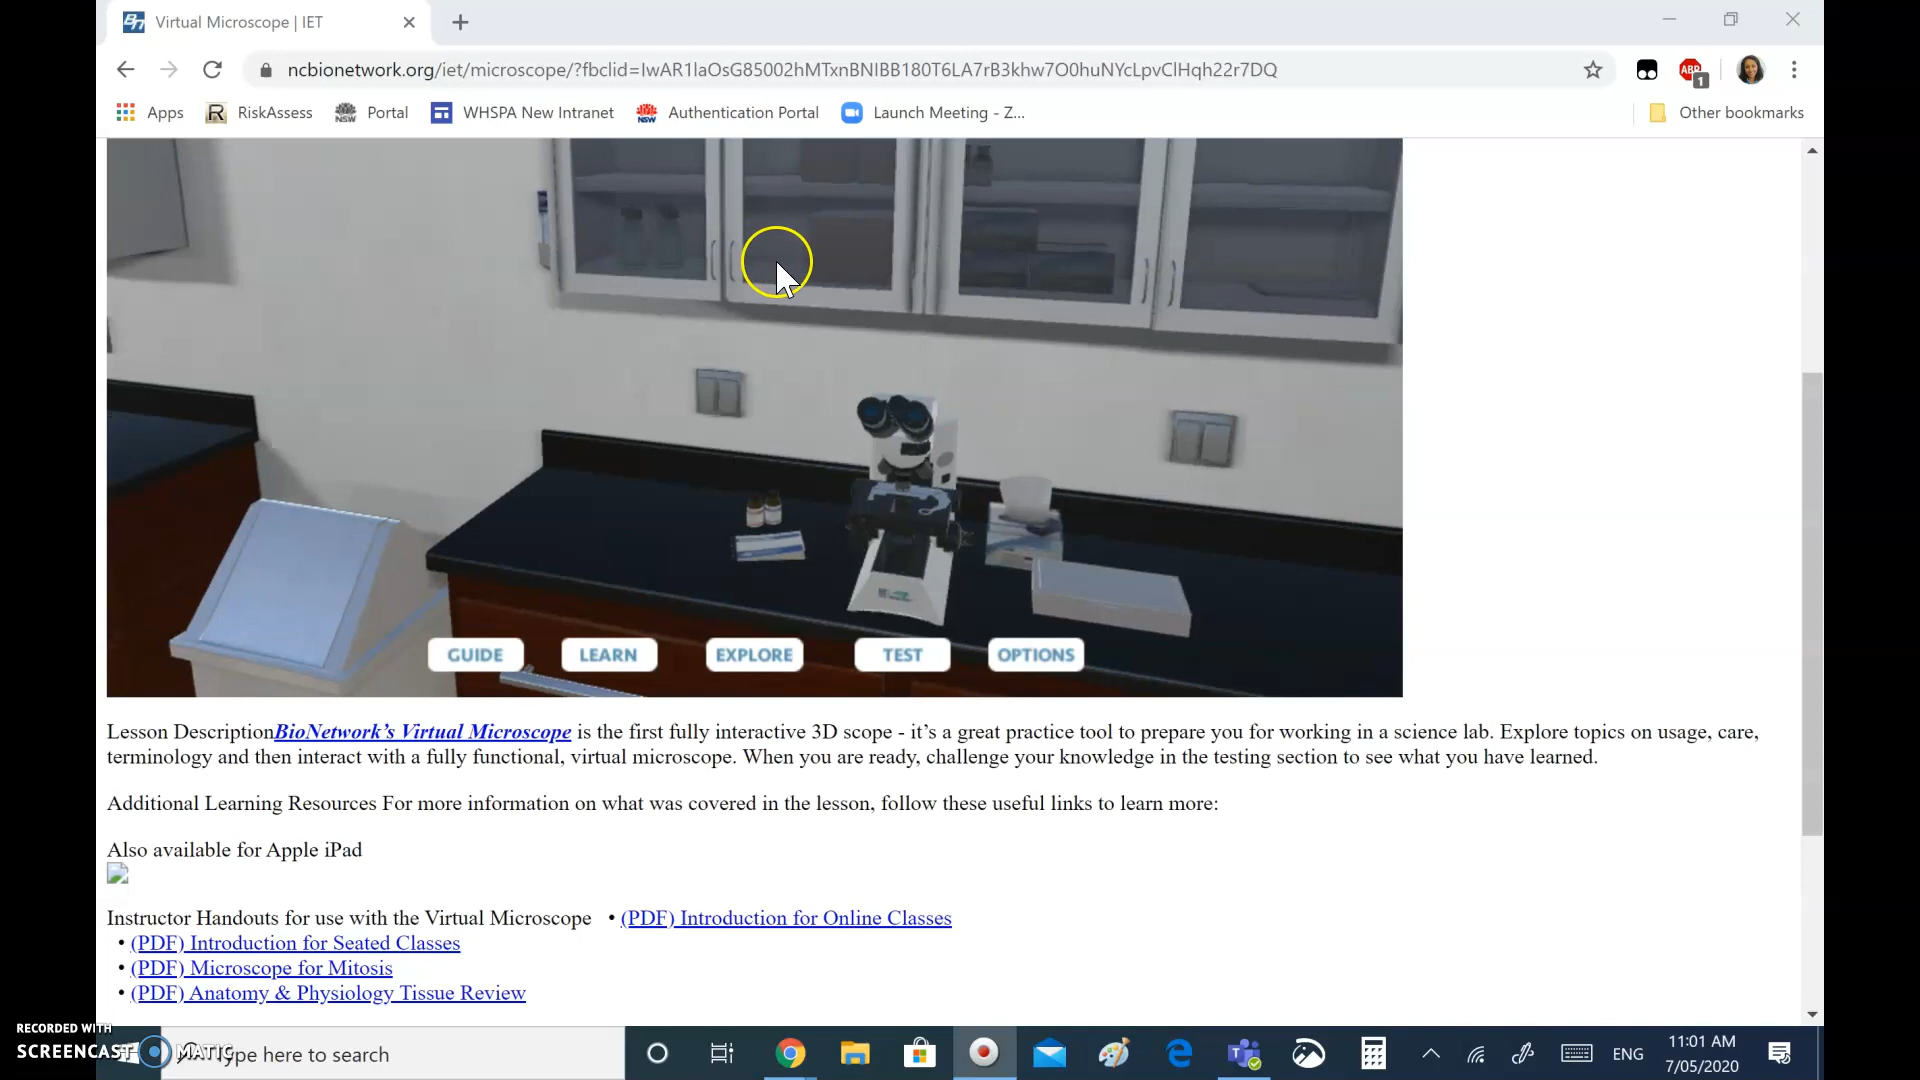 Virtual Microscope | IET
ncbionetwork.org/iet/microscope/?fbclid=IwAR1laOsG85002hMTxnBNIBB180T6LA7rB3khw7O0huNYcLpvClHqh22r7DQ
ABP
1
Apps
RiskAssess
Portal
WHSPA New Intranet
Authentication Portal
Launch Meeting - Z...
Other bookmarks
GUIDE LEARN EXPLORE TEST OPTIONS
Lesson DescriptionBioNetwork’s Virtual Microscope is the first fully interactive 3D scope - it’s a great practice tool to prepare you for working in a science lab. Explore topics on usage, care,
terminology and then interact with a fully functional, virtual microscope. When you are ready, challenge your knowledge in the testing section to see what you have learned.
Additional Learning Resources For more information on what was covered in the lesson, follow these useful links to learn more:
Also available for Apple iPad
Instructor Handouts for use with the Virtual Microscope • (PDF) Introduction for Online Classes
• (PDF) Introduction for Seated Classes
• (PDF) Microscope for Mitosis
• (PDF) Anatomy & Physiology Tissue Review
RECORDED WITH
SCREENCAST MATIC
Type here to search
ENG
11:01 AM
7/05/2020